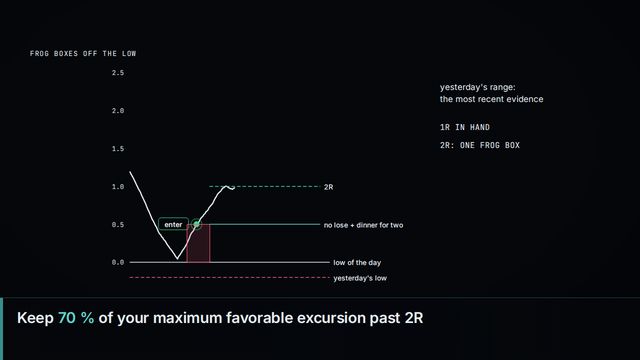 FROG BOXES OFF THE LOW
2.5
yesterday's range:
the most recent evidence
2.0
1R IN HAND
2R: ONE FROG BOX
1.5
1.0
2R
enter
0.5
no lose + dinner for two
0.0
low of the day
yesterday's low
Keep 70 % of your maximum favorable excursion past 2R